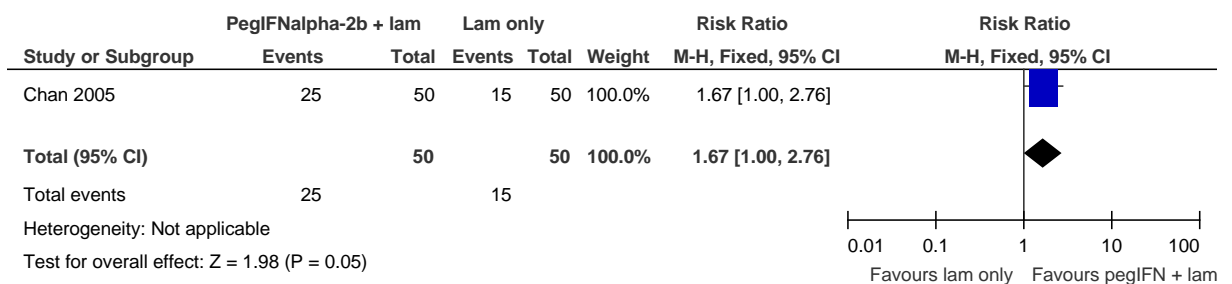 PegIFNalpha-2b + lam Lam only Risk Ratio Risk Ratio
Study or Subgroup Events Total Events Total Weight M-H, Fixed, 95% CI M-H, Fixed, 95% CI
Chan 2005 25 50 15 50 100.0% 1.67 [1.00, 2.76]
Total (95% CI) 50 50 100.0% 1.67 [1.00, 2.76]
Total events 25 15
Heterogeneity: Not applicable
Test for overall effect: Z = 1.98 (P = 0.05)
0.01 0.1 1 10 100
Favours lam only Favours pegIFN + lam